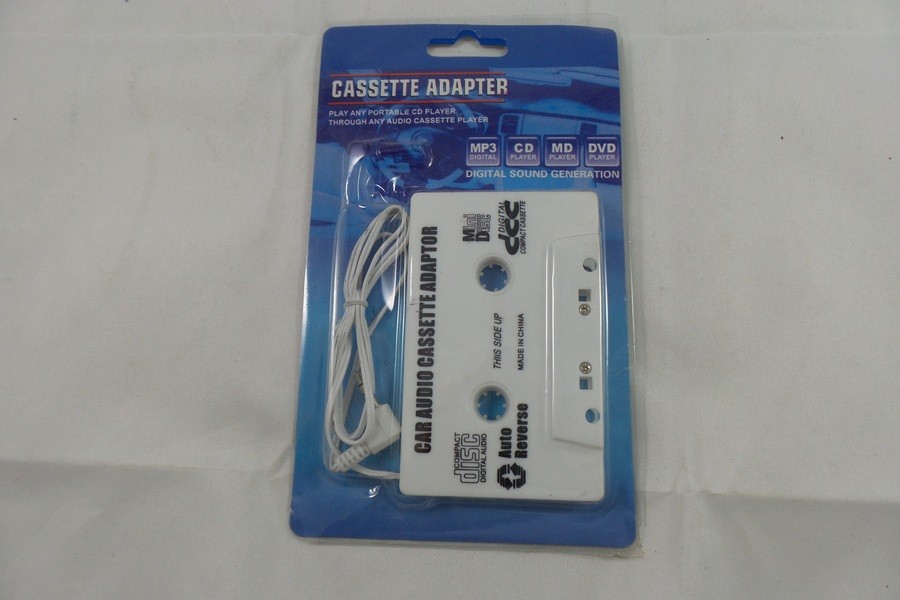 CASSETTE ADAPTER
PLAY ANY PORTABLE CD PLAYER
THROUGH ANY AUDIO CASSETTE PLAYER
MP3
DIGITAL
CD
PLAYER
MD
PLAYER
DVD
PLAYER
DIGITAL SOUND GENERATION
CAR AUDIO CASSETTE ADAPTOR
COMPACT
disc
DIGITAL AUDIO
Mini
Disc
DIGITAL
dcc
COMPACT CASSETTE
THIIS SIDE UP
MADE IN CHINA
Auto
Reverse